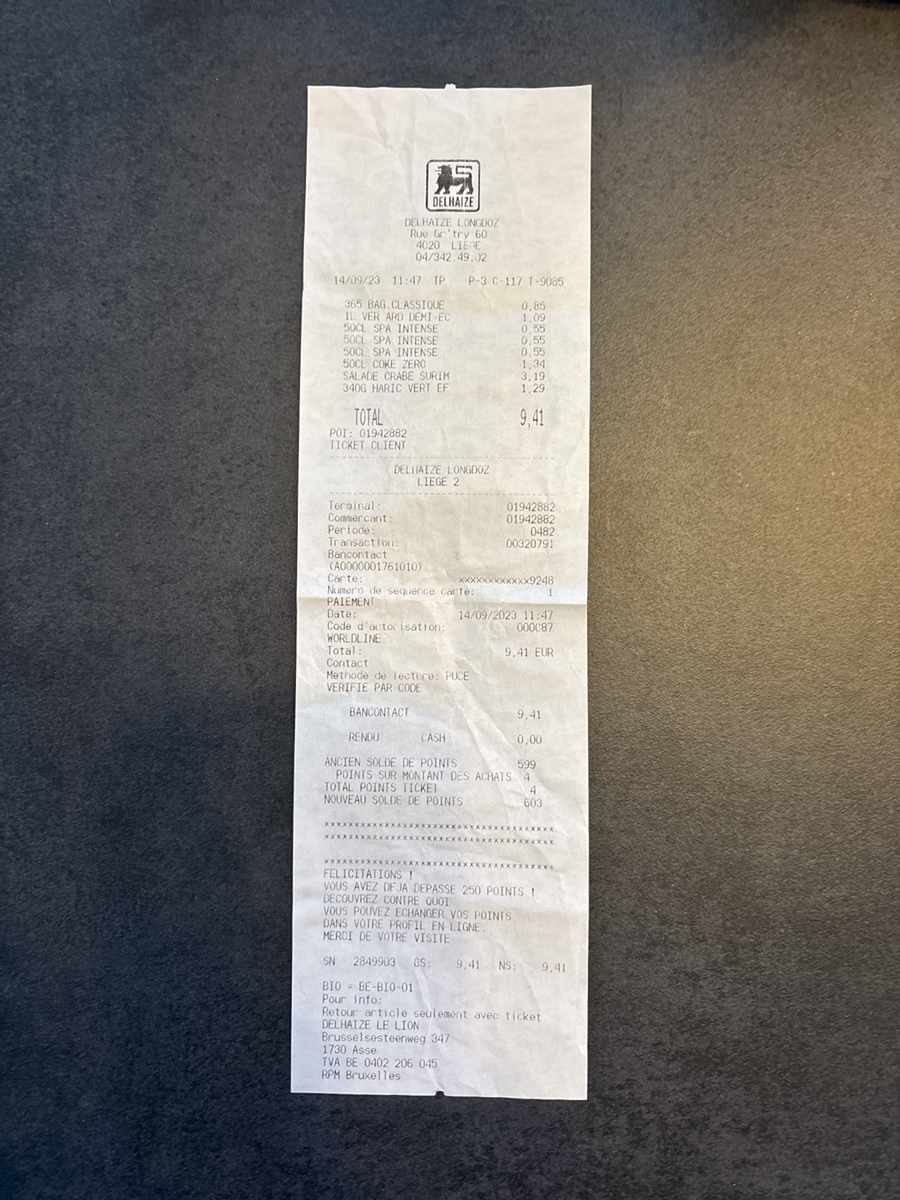 DELHAIZE
DELHAIZE LONGDOZ
Rue Gr'try 60
4020 LIEGE
04/342.49.02
14/09/23 11:47 TP P-3 C-117 T-9085
365 BAG.CLASSIQUE 0,85
1L VER ARD DEMI-EC 1,09
50CL SPA INTENSE 0,55
50CL SPA INTENSE 0,55
50CL SPA INTENSE 0,55
50CL COKE ZERO 1,34
SALADE CRABE SURIM 3,19
340G HARIC VERT EF 1,29
TOTAL 9,41
POI: 01942882
TICKET CLIENT
DELHAIZE LONGDOZ
LIEGE 2
Terminal: 01942882
Commercant: 01942882
Periode: 0482
Transaction: 00320791
Bancontact
(A0000001761010)
Carte: xxxxxxxxxxxx9248
Numero de sequence carte: 1
PAIEMENT
Date: 14/09/2023 11:47
Code d'autorisation: 000C87
WORLDLINE.
Total: 9,41 EUR
Contact
Methode de lecture: PUCE
VERIFIE PAR CODE
BANCONTACT 9,41
RENDU CASH 0,00
ANCIEN SOLDE DE POINTS 599
POINTS SUR MONTANT DES ACHATS 4
TOTAL POINTS TICKET 4
NOUVEAU SOLDE DE POINTS 603
xxxxxxxxxxxxxxxxxxxxxxxxxxxxxxxxxxxxxx
xxxxxxxxxxxxxxxxxxxxxxxxxxxxxxxxxxxxxx
xxxxxxxxxxxxxxxxxxxxxxxxxxxxxxxxxxxxxx
FELICITATIONS !
VOUS AVEZ DEJA DEPASSE 250 POINTS !
DECOUVREZ CONTRE QUOI
VOUS POUVEZ ECHANGER VOS POINTS
DANS VOTRE PROFIL EN LIGNE.
MERCI DE VOTRE VISITE
SN 2849903 GS: 9,41 NS: 9,41
BIO = BE-BIO-01
Pour info:
Retour article seulement avec ticket
DELHAIZE LE LION
Brusselsesteenweg 347
1730 Asse
TVA BE 0402 206 045
RPM Bruxelles